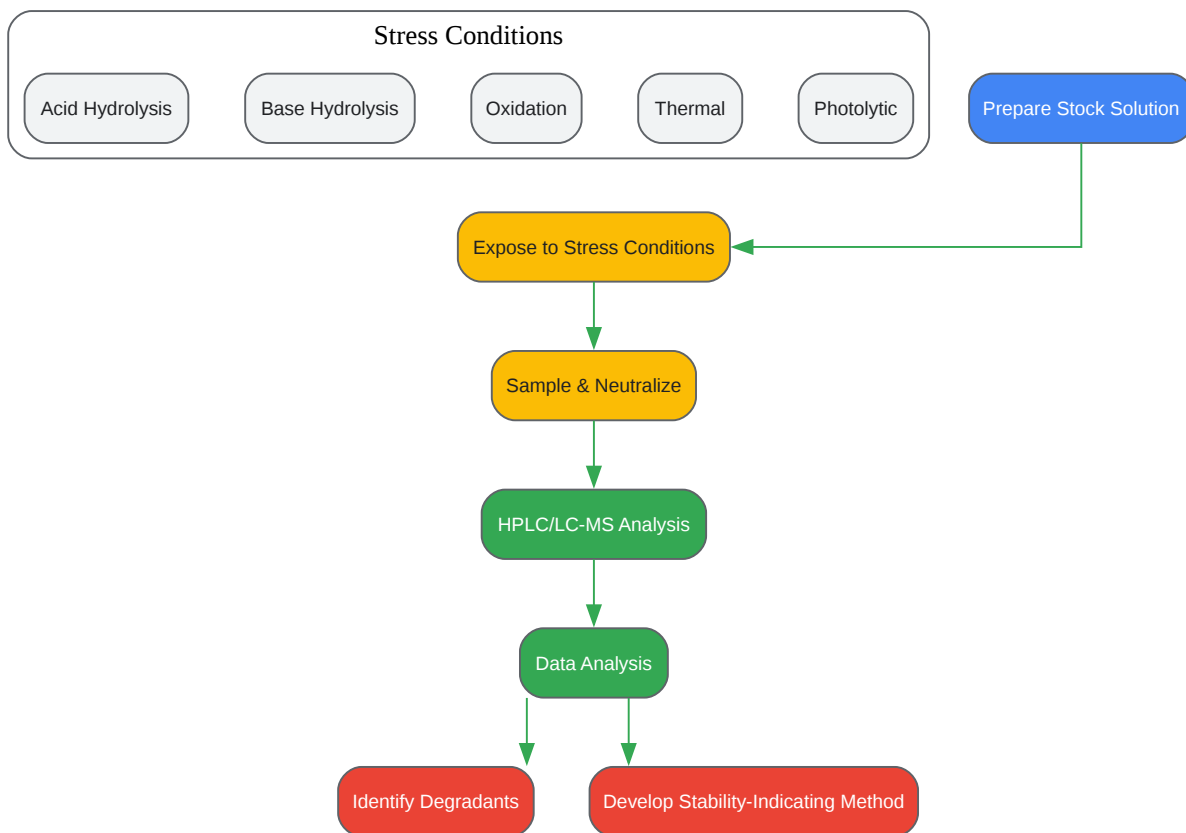 Stress Conditions
Acid Hydrolysis
Base Hydrolysis
Oxidation
Thermal
Photolytic
Prepare Stock Solution
Expose to Stress Conditions
Sample & Neutralize
HPLC/LC-MS Analysis
Data Analysis
Identify Degradants
Develop Stability-Indicating Method